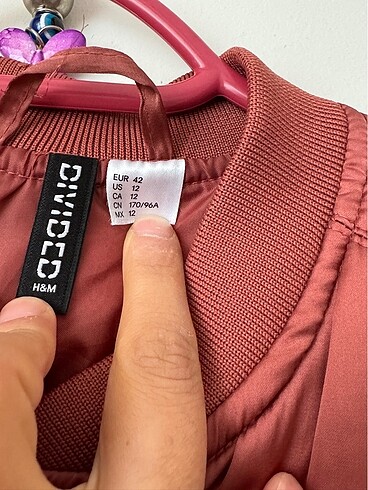 DIVIDED
H&M
EUR 42
US 12
CA 12
CN 170/96A
MX 12